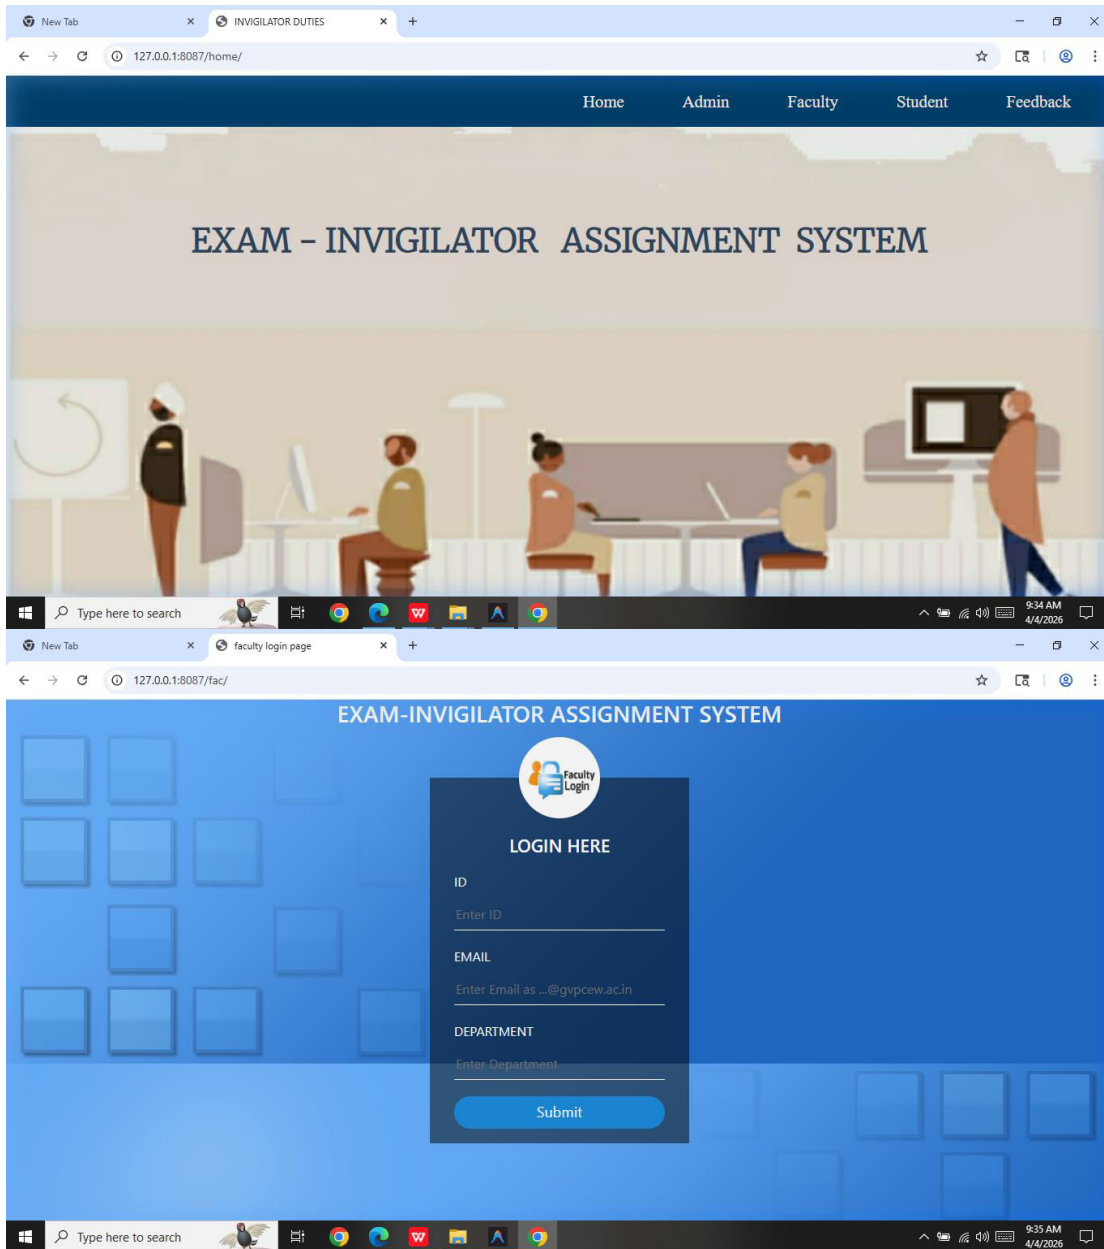 New Tab
INVIGILATOR DUTIES
127.0.0.1:8087/home/
Home Admin Faculty Student Feedback
EXAM - INVIGILATOR ASSIGNMENT SYSTEM
Type here to search
9:34 AM
4/4/2026
New Tab
faculty login page
127.0.0.1:8087/fac/
EXAM-INVIGILATOR ASSIGNMENT SYSTEM
Faculty
Login
LOGIN HERE
ID
Enter ID
EMAIL
Enter Email as ...@gvpcew.ac.in
DEPARTMENT
Enter Department
Submit
Type here to search
9:35 AM
4/4/2026